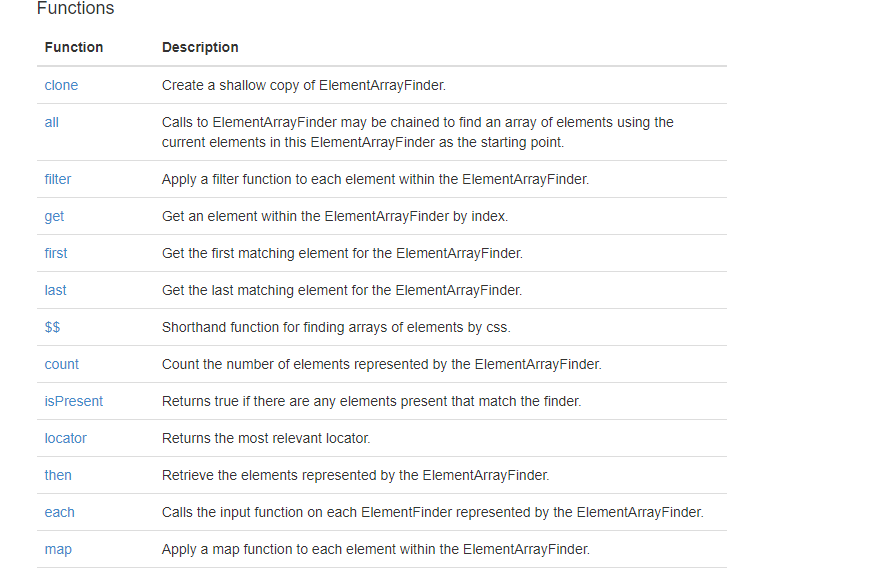 Functions
Function Description
clone Create a shallow copy of ElementArrayFinder.
all Calls to ElementArrayFinder may be chained to find an array of elements using the
current elements in this ElementArrayFinder as the starting point.
filter Apply a filter function to each element within the ElementArrayFinder.
get Get an element within the ElementArrayFinder by index.
first Get the first matching element for the ElementArrayFinder.
last Get the last matching element for the ElementArrayFinder.
$$ Shorthand function for finding arrays of elements by css.
count Count the number of elements represented by the ElementArrayFinder.
isPresent Returns true if there are any elements present that match the finder.
locator Returns the most relevant locator.
then Retrieve the elements represented by the ElementArrayFinder.
each Calls the input function on each ElementFinder represented by the ElementArrayFinder.
map Apply a map function to each element within the ElementArrayFinder.